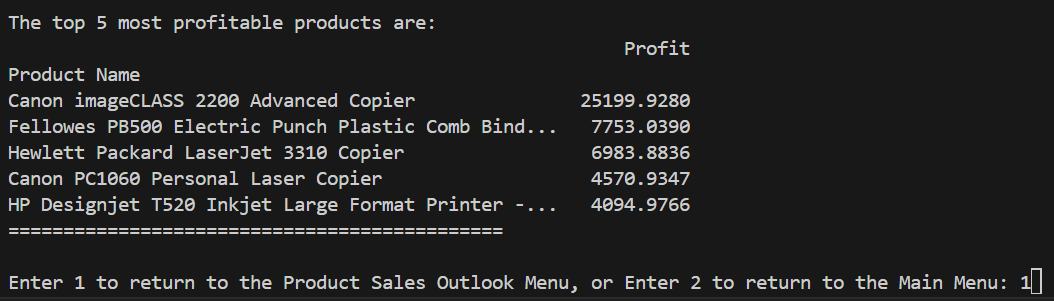 The top 5 most profitable products are:
Profit
Product Name
Canon imageCLASS 2200 Advanced Copier 25199.9280
Fellowes PB500 Electric Punch Plastic Comb Bind... 7753.0390
Hewlett Packard LaserJet 3310 Copier 6983.8836
Canon PC1060 Personal Laser Copier 4570.9347
HP Designjet T520 Inkjet Large Format Printer -... 4094.9766
=============================================
Enter 1 to return to the Product Sales Outlook Menu, or Enter 2 to return to the Main Menu: 1